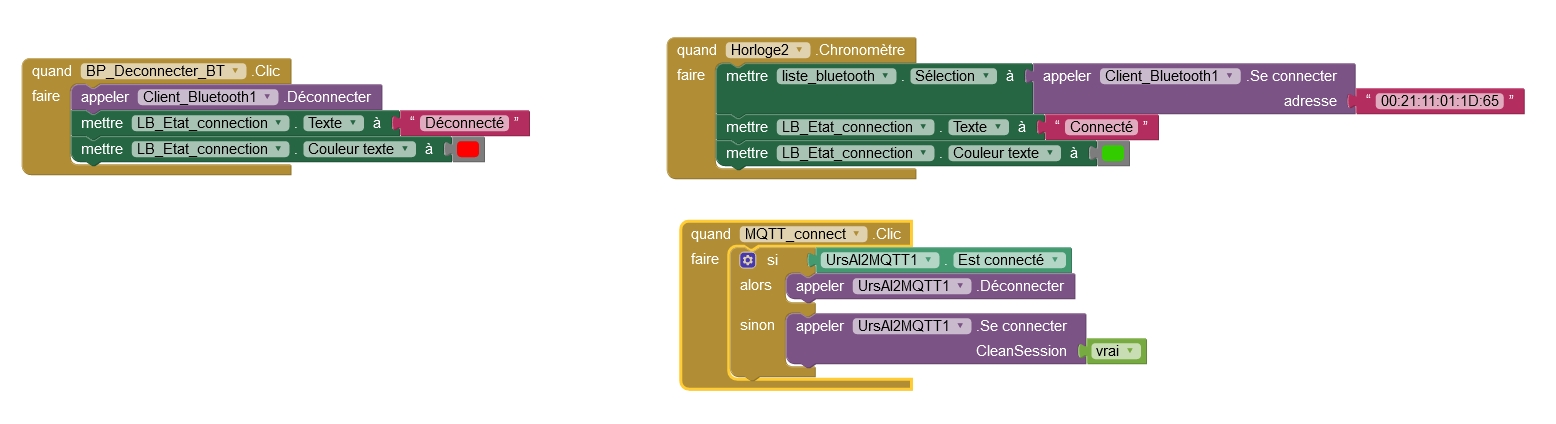 quand BP_Deconnecter_BT .Clic
faire appeler Client_Bluetooth1 .Déconnecter
mettre LB_Etat_connection . Texte à “ Déconnecté ”
mettre LB_Etat_connection . Couleur texte à
quand Horloge2 .Chronomètre
faire mettre liste_bluetooth . Sélection à appeler Client_Bluetooth1 .Se connecter
adresse “ 00:21:11:01:1D:65 ”
mettre LB_Etat_connection . Texte à “ Connecté ”
mettre LB_Etat_connection . Couleur texte à
quand MQTT_connect .Clic
faire si UrsAI2MQTT1 . Est connecté
alors appeler UrsAI2MQTT1 .Déconnecter
sinon appeler UrsAI2MQTT1 .Se connecter
CleanSession vrai